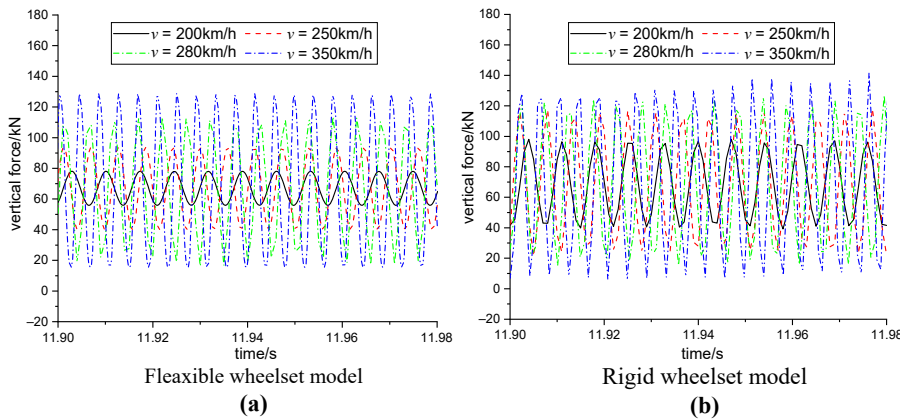 180
160
140
120
100
80
60
40
20
0
−20
vertical force/kN
v = 200km/h v = 250km/h
v = 280km/h v = 350km/h
11.90 11.92 11.94 11.96 11.98
time/s
Fleaxible wheelset model
(a)
180
160
140
120
100
80
60
40
20
0
−20
vertical force/kN
v = 200km/h v = 250km/h
v = 280km/h v = 350km/h
11.90 11.92 11.94 11.96 11.98
time/s
Rigid wheelset model
(b)